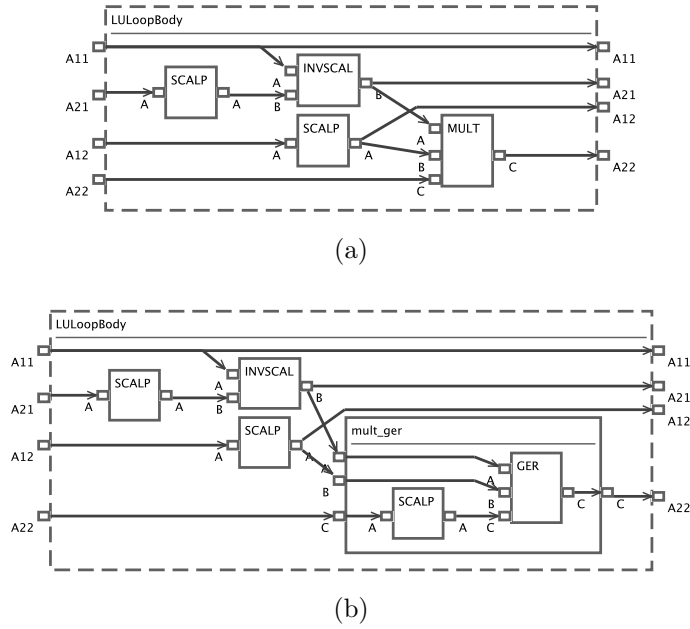 LULoopBody
A11
A11
SCALP
INVSCAL
A
A21
A
A
B
B
A21
A12
SCALP
MULT
A12
A
A
A
B
C
A22
A22
C
(a)
LULoopBody
A11
A11
SCALP
INVSCAL
A
A21
A
A
B
B
A21
A12
SCALP
A12
A
A
mult_ger
A
GER
B
A
SCALP
B
A22
C
A
A
C
C
C
A22
(b)